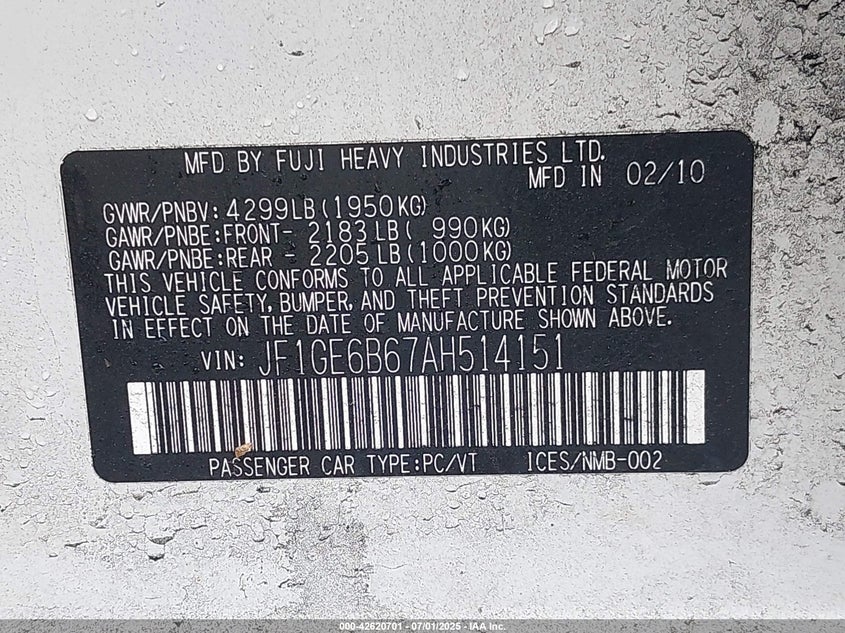 MFD BY FUJI HEAVY INDUSTRIES LTD.
MFD IN 02/10
GVWR/PNBV: 4299LB(1950KG)
GAWR/PNBE:FRONT- 2183LB( 990KG)
GAWR/PNBE:REAR - 2205LB(1000KG)
THIS VEHICLE CONFORMS TO ALL APPLICABLE FEDERAL MOTOR
VEHICLE SAFETY, BUMPER, AND THEFT PREVENTION STANDARDS
IN EFFECT ON THE DATE OF MANUFACTURE SHOWN ABOVE.
VIN: JF1GE6B67AH514151
PASSENGER CAR TYPE:PC/VT ICES/NMB-002
000-42620701 - 07/01/2025 - IAA Inc.